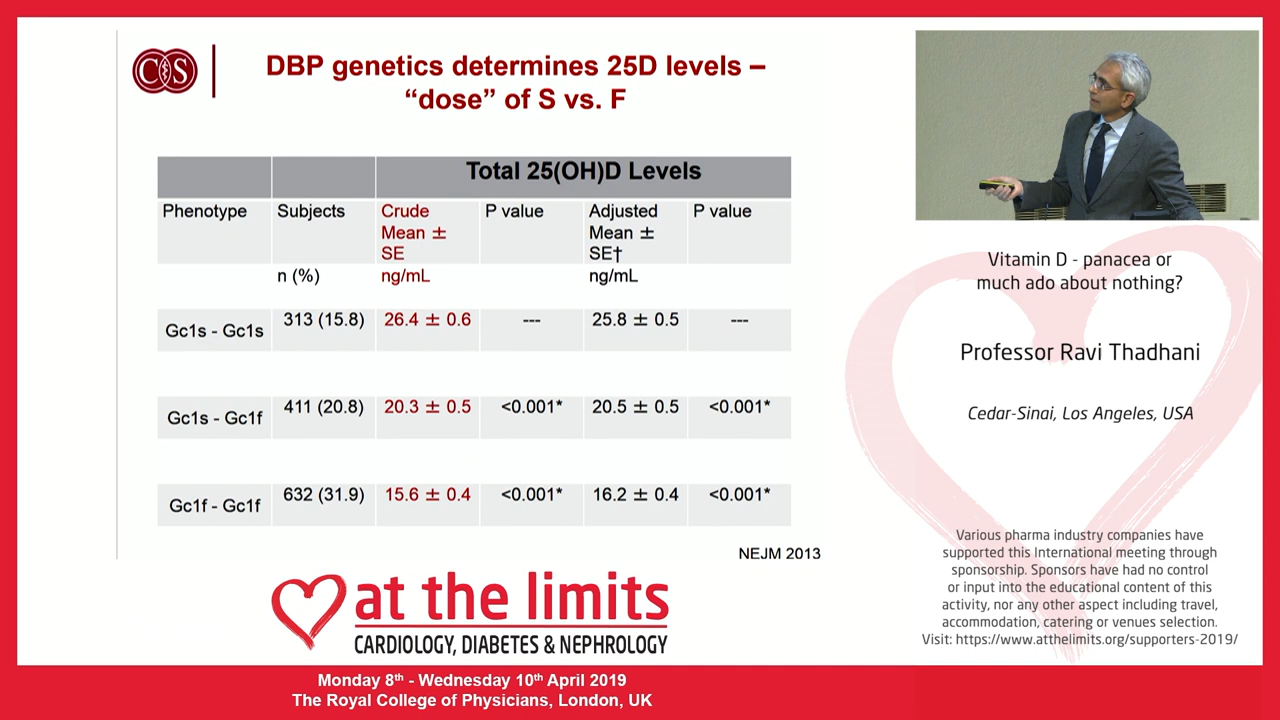 CS
DBP genetics determines 25D levels –
“dose” of S vs. F
Total 25(OH)D Levels
Phenotype Subjects Crude Mean ± SE P value Adjusted Mean ± SE† P value
n (%) ng/mL ng/mL
Gc1s - Gc1s 313 (15.8) 26.4 ± 0.6 --- 25.8 ± 0.5 ---
Gc1s - Gc1f 411 (20.8) 20.3 ± 0.5 <0.001* 20.5 ± 0.5 <0.001*
Gc1f - Gc1f 632 (31.9) 15.6 ± 0.4 <0.001* 16.2 ± 0.4 <0.001*
NEJM 2013
at the limits
CARDIOLOGY, DIABETES & NEPHROLOGY
Monday 8th - Wednesday 10th April 2019
The Royal College of Physicians, London, UK
Vitamin D - panacea or
much ado about nothing?
Professor Ravi Thadhani
Cedar-Sinai, Los Angeles, USA
Various pharma industry companies have
supported this International meeting through
sponsorship. Sponsors have had no control
or input into the educational content of this
activity, nor any other aspect including travel,
accommodation, catering or venues selection.
Visit: https://www.atthelimits.org/supporters-2019/